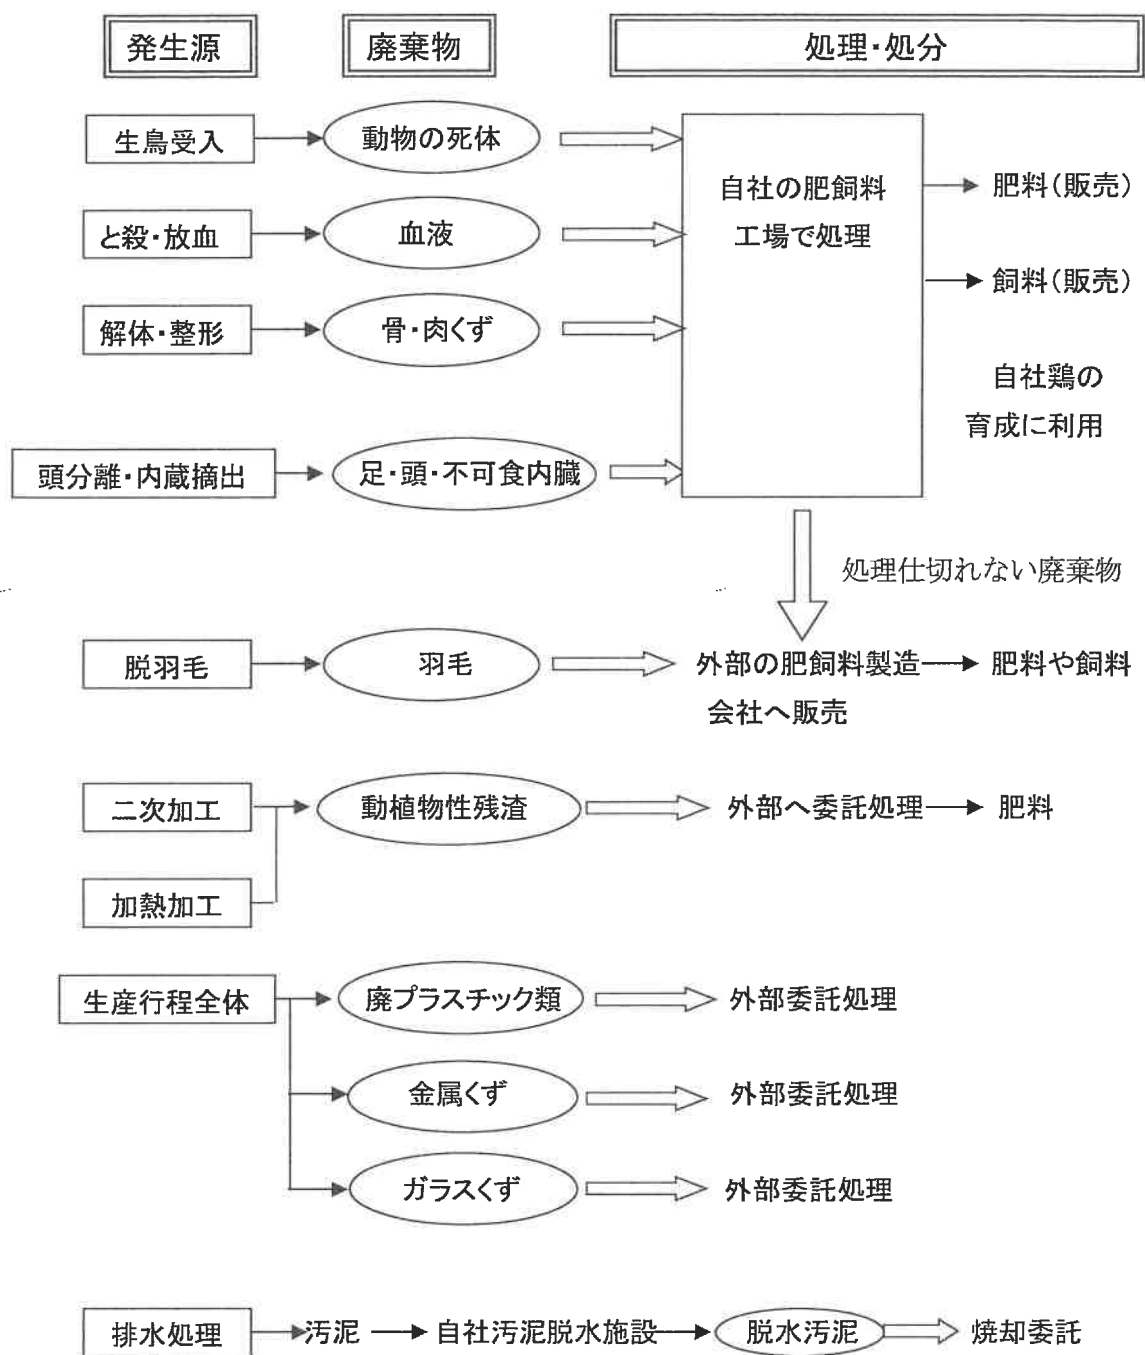 発生源
廃棄物
処理・処分
生鳥受入
動物の死体
自社の肥飼料
工場で処理
肥料(販売)
と殺・放血
血液
飼料(販売)
解体・整形
骨・肉くず
自社鶏の
育成に利用
頭分離・内蔵摘出
足・頭・不可食内臓
処理仕切れない廃棄物
脱羽毛
羽毛
外部の肥飼料製造
会社へ販売
肥料や飼料
二次加工
動植物性残渣
外部へ委託処理
肥料
加熱加工
生産行程全体
廃プラスチック類
外部委託処理
金属くず
外部委託処理
ガラスくず
外部委託処理
排水処理
汚泥
自社汚泥脱水施設
脱水汚泥
焼却委託